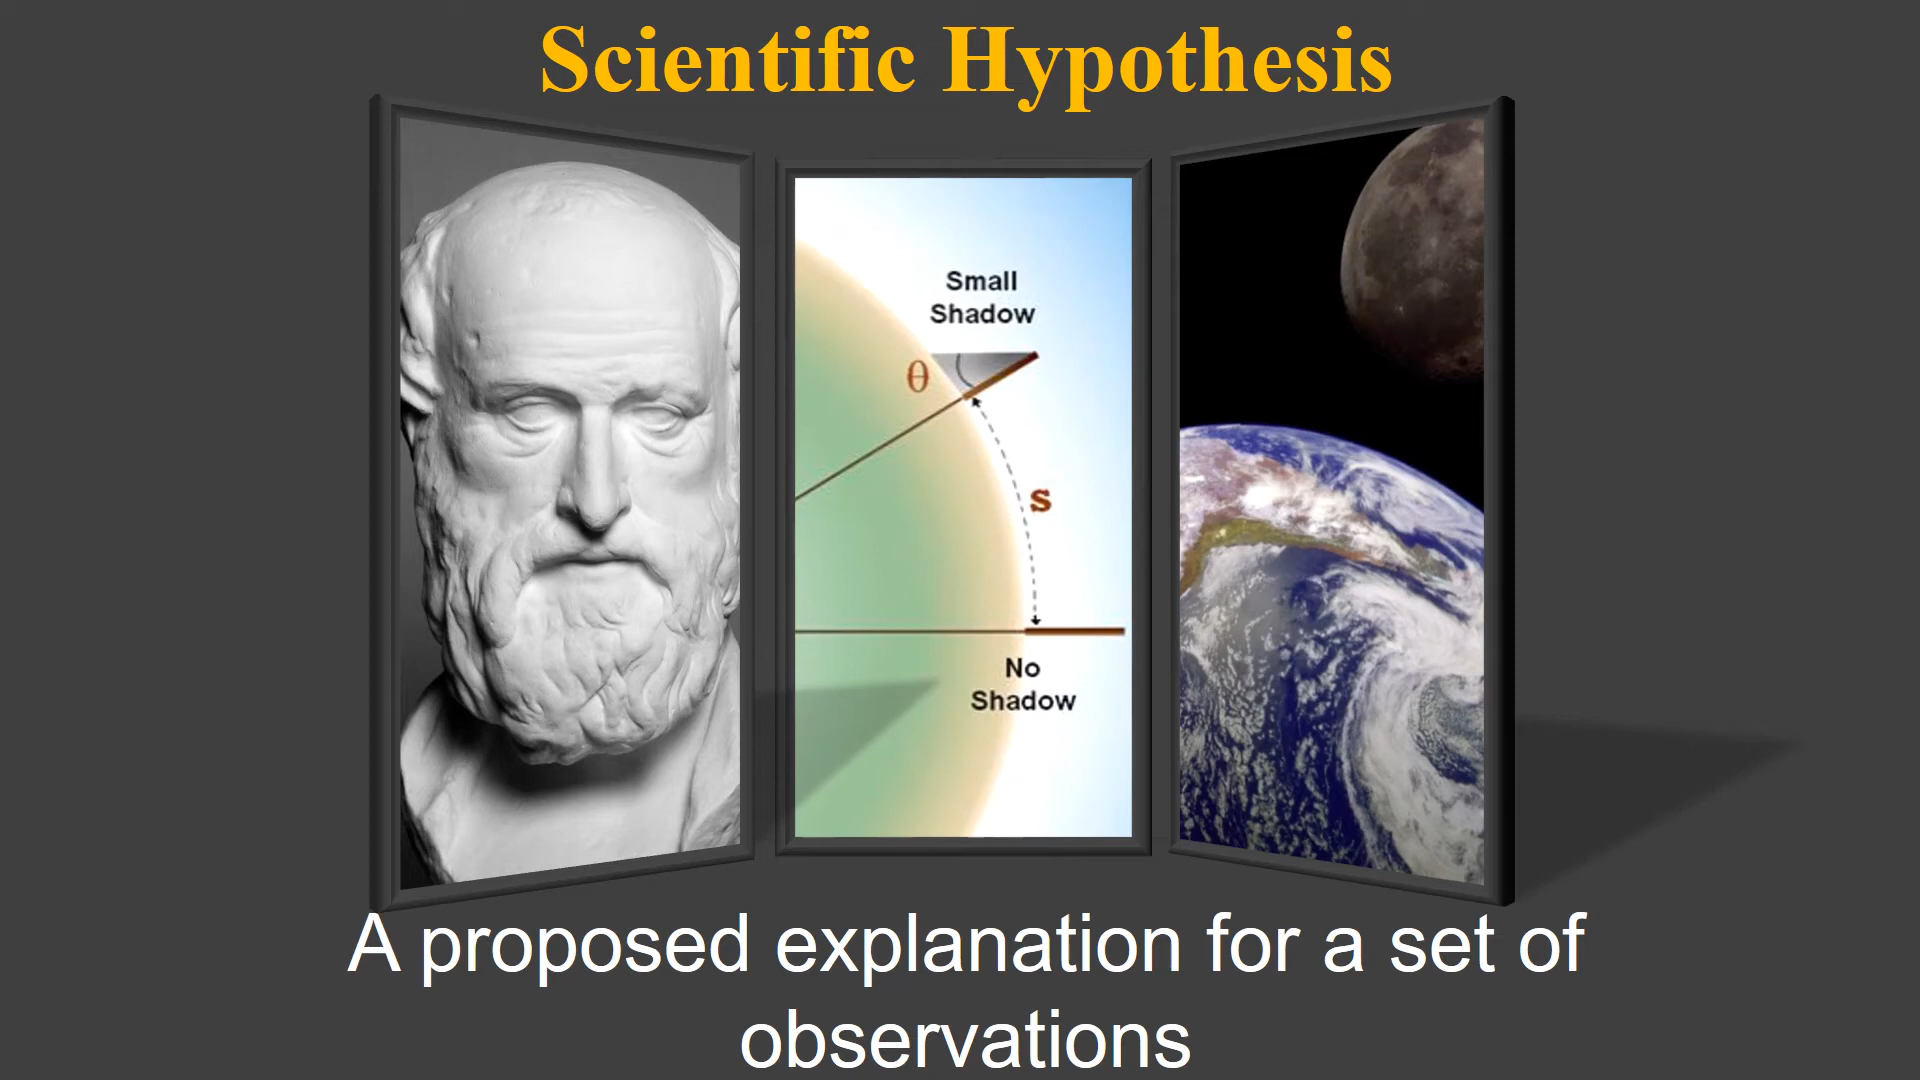 Scientific Hypothesis
Small
Shadow
θ
s
No
Shadow
A proposed explanation for a set of
observations